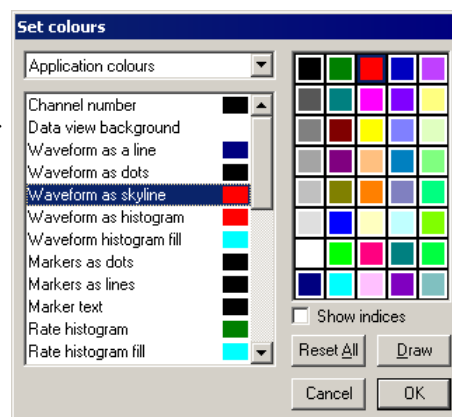 Set colours
Application colours
Channel number
Data view background
Waveform as a line
Waveform as dots
Waveform as skyline
Waveform as histogram
Waveform histogram fill
Markers as dots
Markers as lines
Marker text
Rate histogram
Rate histogram fill
Show indices
Reset All
Draw
Cancel
OK